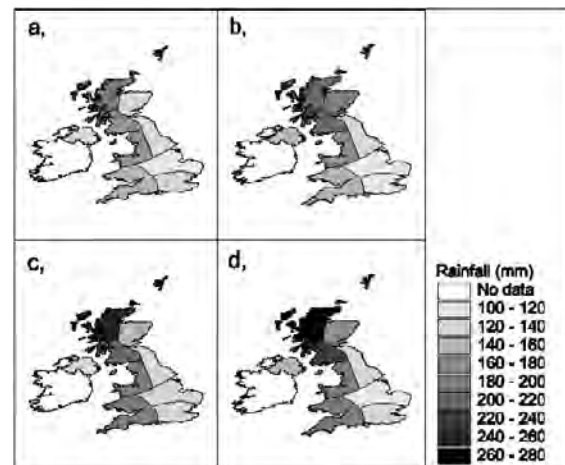 a,
b,
c,
d,
Rainfall (mm)
No data
100 - 120
120 - 140
140 - 160
160 - 180
180 - 200
200 - 220
220 - 240
240 - 260
260 - 280